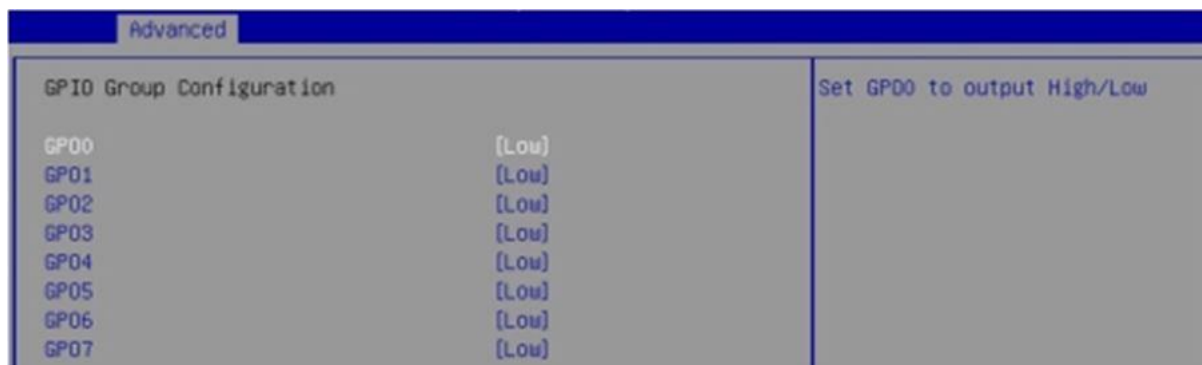 Advanced
GPIO Group Configuration
Set GPO0 to output High/Low
GPO0 [Low]
GPO1 [Low]
GPO2 [Low]
GPO3 [Low]
GPO4 [Low]
GPO5 [Low]
GPO6 [Low]
GPO7 [Low]